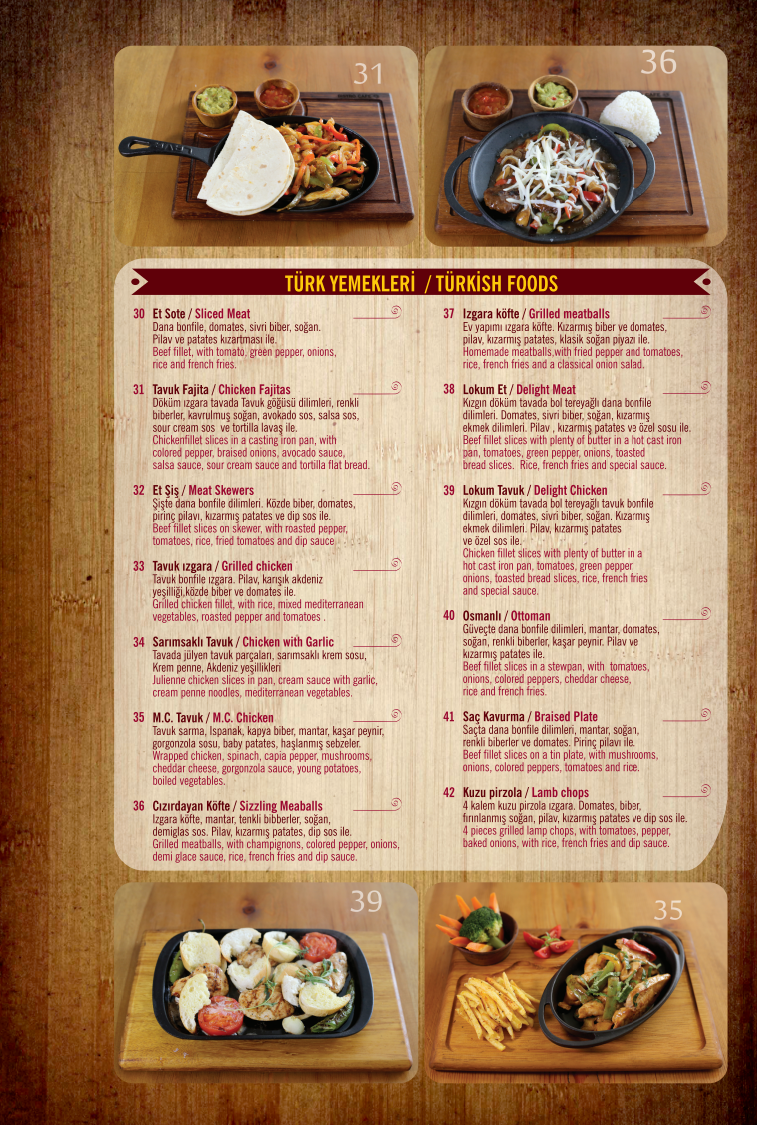 31
36
TÜRK YEMEKLERİ / TÜRKİSH FOODS
30 Et Sote / Sliced Meat
Dana bonfile, domates, sivri biber, soğan.
Pilav ve patates kızartması ile.
Beef fillet, with tomato, green pepper, onions,
rice and french fries.
31 Tavuk Fajita / Chicken Fajitas
Döküm ızgara tavada Tavuk göğüsü dilimleri, renkli
biberler, kavrulmuş soğan, avokado sos, salsa sos,
sour cream sos ve tortilla lavaş ile.
Chickenfillet slices in a casting iron pan, with
colored pepper, braised onions, avocado sauce,
salsa sauce, sour cream sauce and tortilla flat bread.
32 Et Şiş / Meat Skewers
Şişte dana bonfile dilimleri. Közde biber, domates,
pirinç pilavı, kızarmış patates ve dip sos ile.
Beef fillet slices on skewer, with roasted pepper,
tomatoes, rice, fried tomatoes and dip sauce
33 Tavuk ızgara / Grilled chicken
Tavuk bonfile ızgara. Pilav, karışık akdeniz
yeşilliği,közde biber ve domates ile.
Grilled chicken fillet, with rice, mixed mediterranean
vegetables, roasted pepper and tomatoes .
34 Sarımsaklı Tavuk / Chicken with Garlic
Tavada jülyen tavuk parçaları, sarımsaklı krem sosu,
Krem penne, Akdeniz yeşillikleri
Julienne chicken slices in pan, cream sauce with garlic,
cream penne noodles, mediterranean vegetables.
35 M.C. Tavuk / M.C. Chicken
Tavuk sarma, Ispanak, kapya biber, mantar, kaşar peynir,
gorgonzola sosu, baby patates, haşlanmış sebzeler.
Wrapped chicken, spinach, capia pepper, mushrooms,
cheddar cheese, gorgonzola sauce, young potatoes,
boiled vegetables.
36 Cızırdayan Köfte / Sizzling Meaballs
Izgara köfte, mantar, tenkli bibberler, soğan,
demiglas sos. Pilav, kızarmış patates, dip sos ile.
Grilled meatballs, with champignons, colored pepper, onions,
demi glace sauce, rice, french fries and dip sauce.
37 Izgara köfte / Grilled meatballs
Ev yapımı ızgara köfte. Kızarmış biber ve domates,
pilav, kızarmış patates, klasik soğan piyazı ile.
Homemade meatballs,with fried pepper and tomatoes,
rice, french fries and a classical onion salad.
38 Lokum Et / Delight Meat
Kızgın döküm tavada bol tereyağlı dana bonfile
dilimleri. Domates, sivri biber, soğan, kızarmış
ekmek dilimleri. Pilav , kızarmış patates ve özel sosu ile.
Beef fillet slices with plenty of butter in a hot cast iron
pan, tomatoes, green pepper, onions, toasted
bread slices. Rice, french fries and special sauce.
39 Lokum Tavuk / Delight Chicken
Kızgın döküm tavada bol tereyağlı tavuk bonfile
dilimleri, domates, sivri biber, soğan. Kızarmış
ekmek dilimleri. Pilav, kızarmış patates
ve özel sos ile.
Chicken fillet slices with plenty of butter in a
hot cast iron pan, tomatoes, green pepper
onions, toasted bread slices, rice, french fries
and special sauce.
40 Osmanlı / Ottoman
Güveçte dana bonfile dilimleri, mantar, domates,
soğan, renkli biberler, kaşar peynir. Pilav ve
kızarmış patates ile.
Beef fillet slices in a stewpan, with tomatoes,
onions, colored peppers, cheddar cheese,
rice and french fries.
41 Saç Kavurma / Braised Plate
Saçta dana bonfile dilimleri, mantar, soğan,
renkli biberler ve domates. Pirinç pilavı ile.
Beef fillet slices on a tin plate, with mushrooms,
onions, colored peppers, tomatoes and rice.
42 Kuzu pirzola / Lamb chops
4 kalem kuzu pirzola ızgara. Domates, biber,
fırınlanmış soğan, pilav, kızarmış patates ve dip sos ile.
4 pieces grilled lamp chops, with tomatoes, pepper,
baked onions, with rice, french fries and dip sauce.
39
35